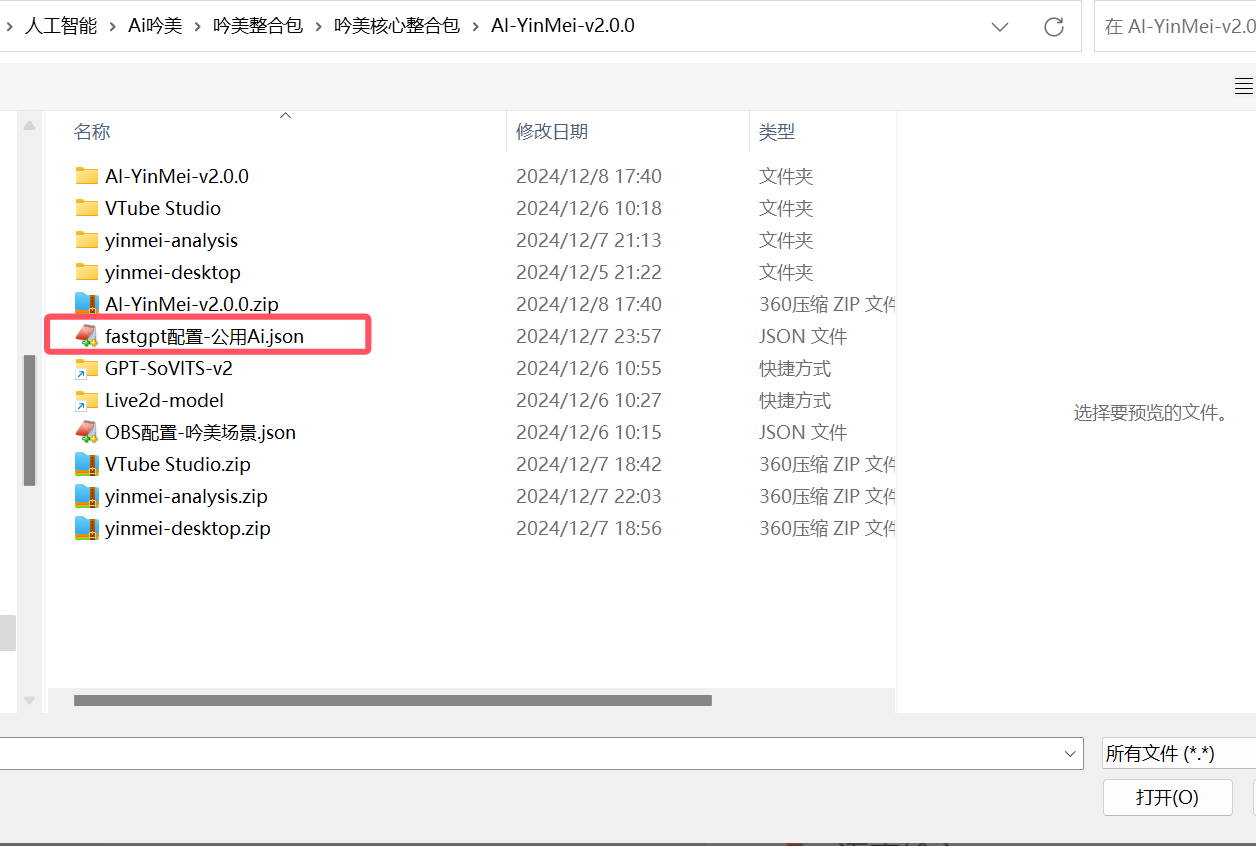 人工智能 › Ai吟美 › 吟美整合包 › 吟美核心整合包 › AI-YinMei-v2.0.0 在 AI-YinMei-v2.0
名称 修改日期 类型
AI-YinMei-v2.0.0 2024/12/8 17:40 文件夹
VTube Studio 2024/12/6 10:18 文件夹
yinmei-analysis 2024/12/7 21:13 文件夹
yinmei-desktop 2024/12/5 21:22 文件夹
AI-YinMei-v2.0.0.zip 2024/12/8 17:40 360压缩 ZIP 文件
fastgpt配置-公用Ai.json 2024/12/7 23:57 JSON 文件
GPT-SoVITS-v2 2024/12/6 10:55 快捷方式
Live2d-model 2024/12/6 10:27 快捷方式
OBS配置-吟美场景.json 2024/12/6 10:15 JSON 文件
VTube Studio.zip 2024/12/7 18:42 360压缩 ZIP 文件
yinmei-analysis.zip 2024/12/7 22:03 360压缩 ZIP 文件
yinmei-desktop.zip 2024/12/7 18:56 360压缩 ZIP 文件
选择要预览的文件。
所有文件 (*.*)
打开(O)